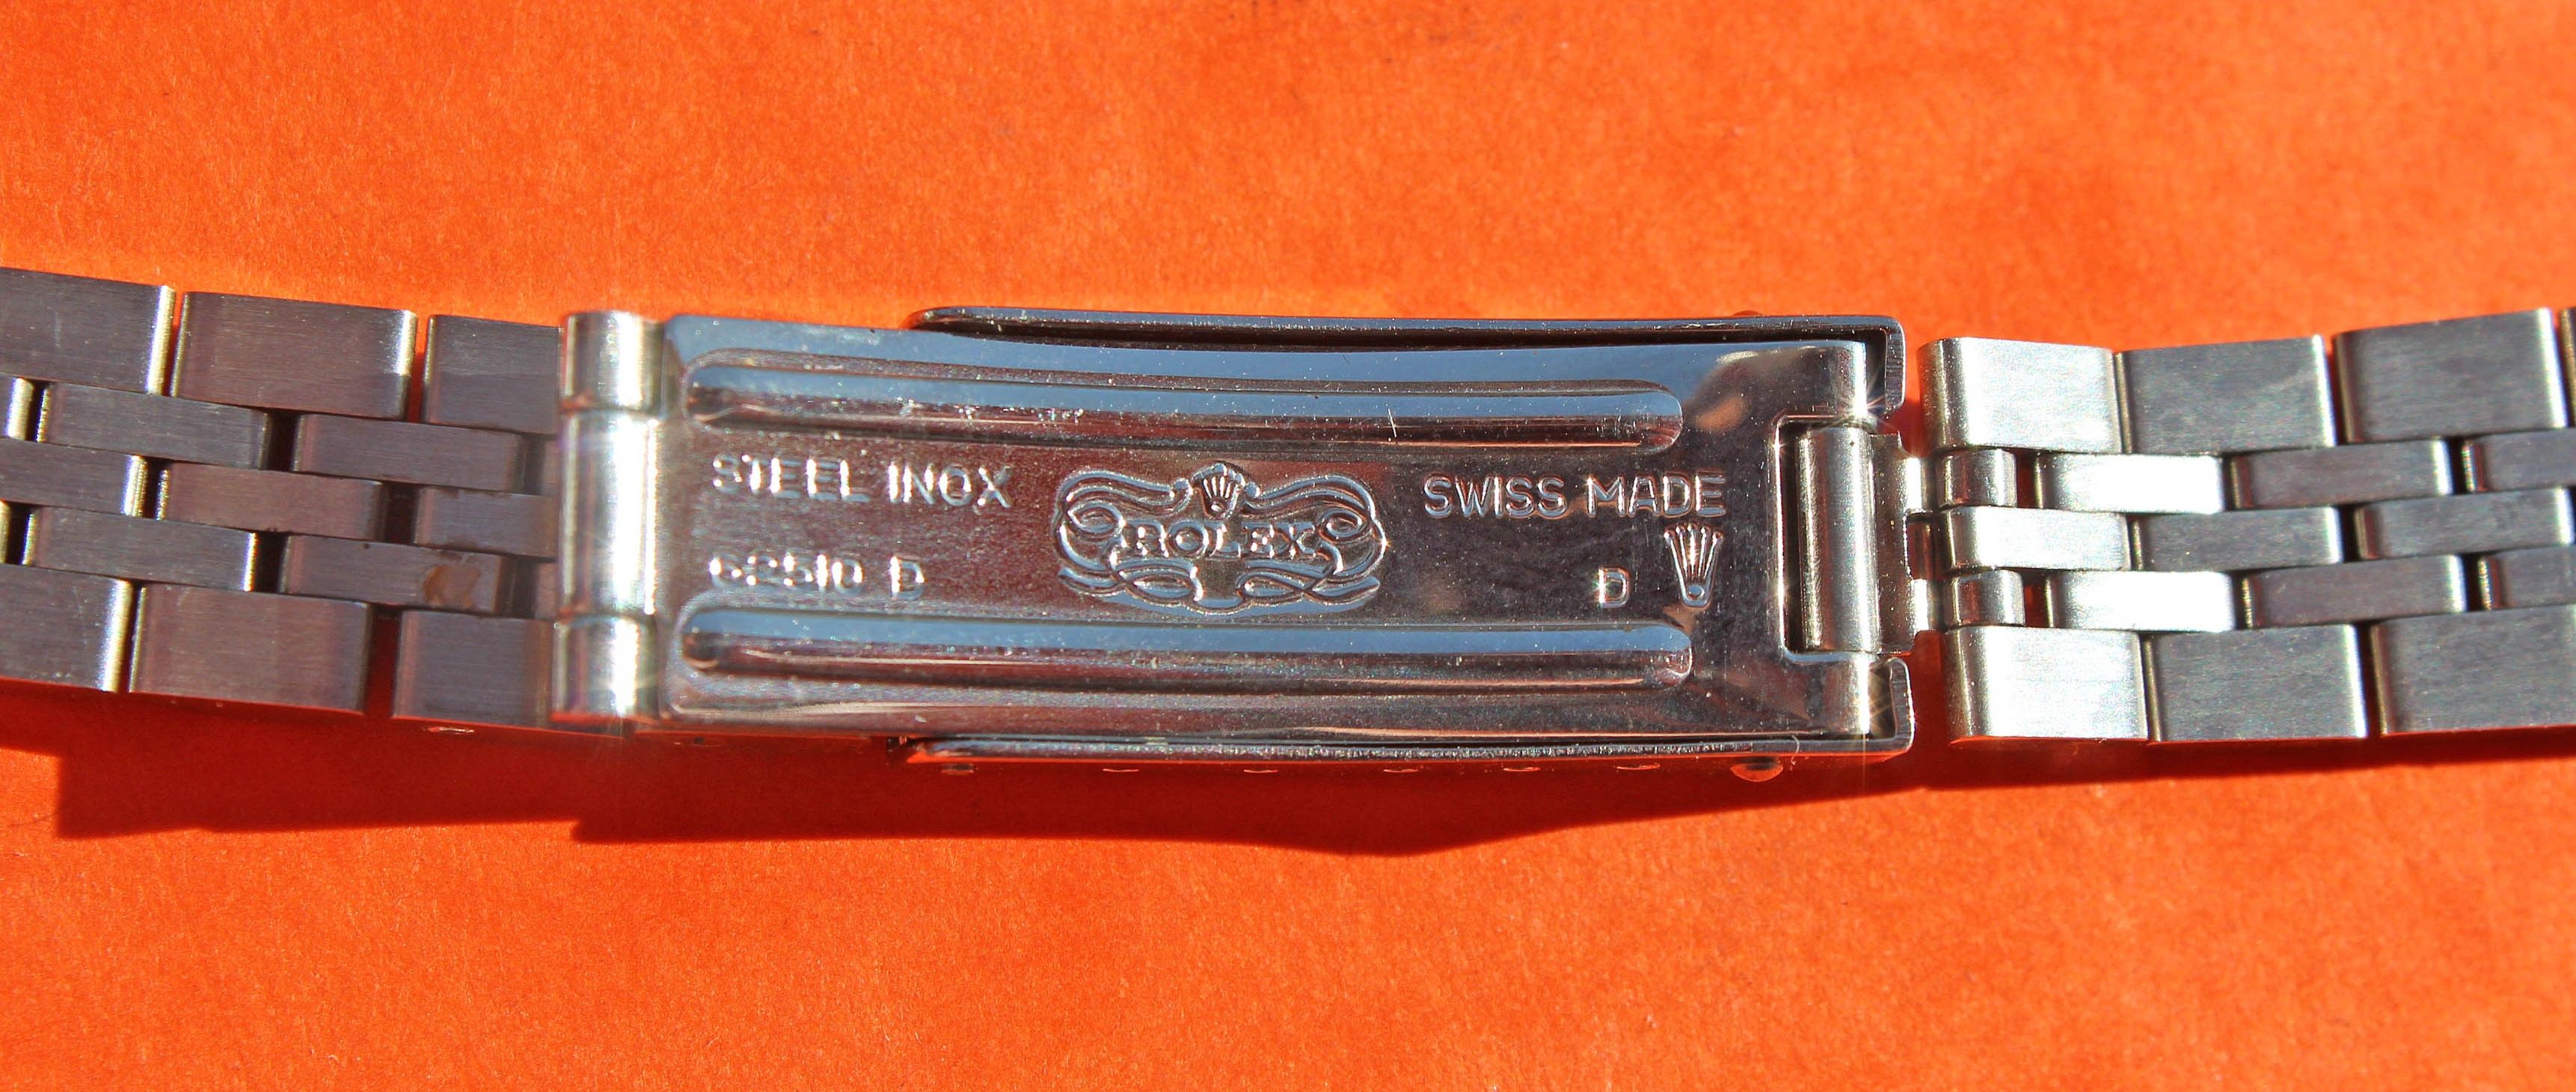 STEEL INOX
62510 D
ROLEX
SWISS MADE
D